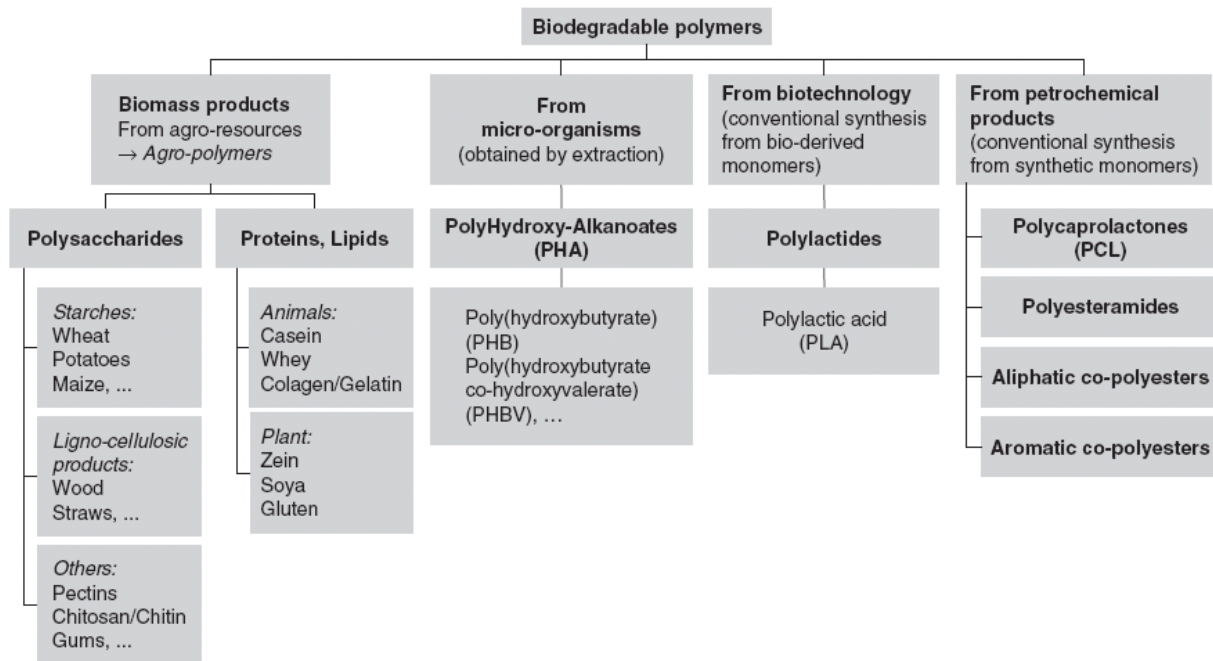 Biodegradable polymers
Biomass products
From agro-resources
→ Agro-polymers
From
micro-organisms
(obtained by extraction)
From biotechnology
(conventional synthesis
from bio-derived
monomers)
From petrochemical
products
(conventional synthesis
from synthetic monomers)
Polysaccharides
Proteins, Lipids
PolyHydroxy-Alkanoates
(PHA)
Polylactides
Polycaprolactones
(PCL)
Starches:
Wheat
Potatoes
Maize, ...
Animals:
Casein
Whey
Colagen/Gelatin
Poly(hydroxybutyrate)
(PHB)
Poly(hydroxybutyrate
co-hydroxyvalerate)
(PHBV), ...
Polylactic acid
(PLA)
Polyesteramides
Aliphatic co-polyesters
Aromatic co-polyesters
Ligno-cellulosic
products:
Wood
Straws, ...
Plant:
Zein
Soya
Gluten
Others:
Pectins
Chitosan/Chitin
Gums, ...